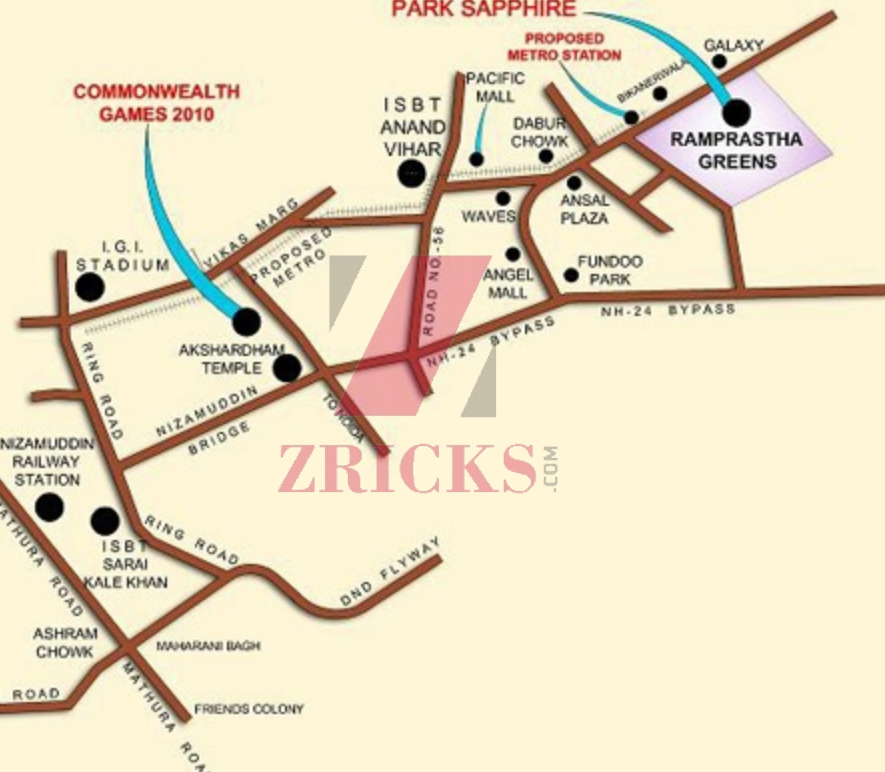 PARK SAPPHIRE
PROPOSED
METRO STATION
GALAXY
BIKANERWALA
PACIFIC
MALL
COMMONWEALTH
GAMES 2010
ISBT
ANAND
VIHAR
DABUR
CHOWK
RAMPRASTHA
GREENS
ANSAL
PLAZA
WAVES
VIKAS MARG
PROPOSED
METRO
I.G.I.
STADIUM
ROAD NO.-56
ANGEL
MALL
FUNDOO
PARK
NH-24 BYPASS
NH-24 BYPASS
AKSHARDHAM
TEMPLE
RING ROAD
NIZAMUDDIN
BRIDGE
TO NOIDA
ZRICKS
.COM
NIZAMUDDIN
RAILWAY
STATION
ISBT
SARAI
KALE KHAN
RING ROAD
DND FLYWAY
MATHURA ROAD
ASHRAM
CHOWK
MAHARANI BAGH
ROAD
FRIENDS COLONY
MATHURA ROAD